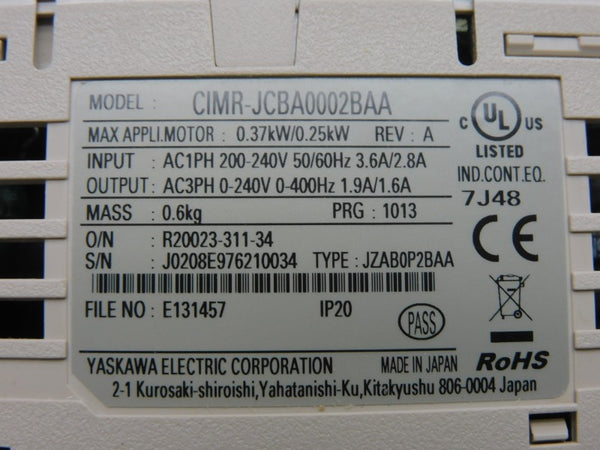 MODEL : CIMR-JCBA0002BAA
MAX APPLI.MOTOR : 0.37kW/0.25kW REV : A
INPUT : AC1PH 200-240V 50/60Hz 3.6A/2.8A
OUTPUT : AC3PH 0-240V 0-400Hz 1.9A/1.6A
MASS : 0.6kg PRG : 1013
O/N : R20023-311-34
S/N : J0208E976210034 TYPE : JZAB0P2BAA
FILE NO : E131457 IP20
PASS
YASKAWA ELECTRIC CORPORATION MADE IN JAPAN
2-1 Kurosaki-shiroishi,Yahatanishi-Ku,Kitakyushu 806-0004 Japan
C UL US
LISTED
IND.CONT.EQ.
7J48
CE
RoHS